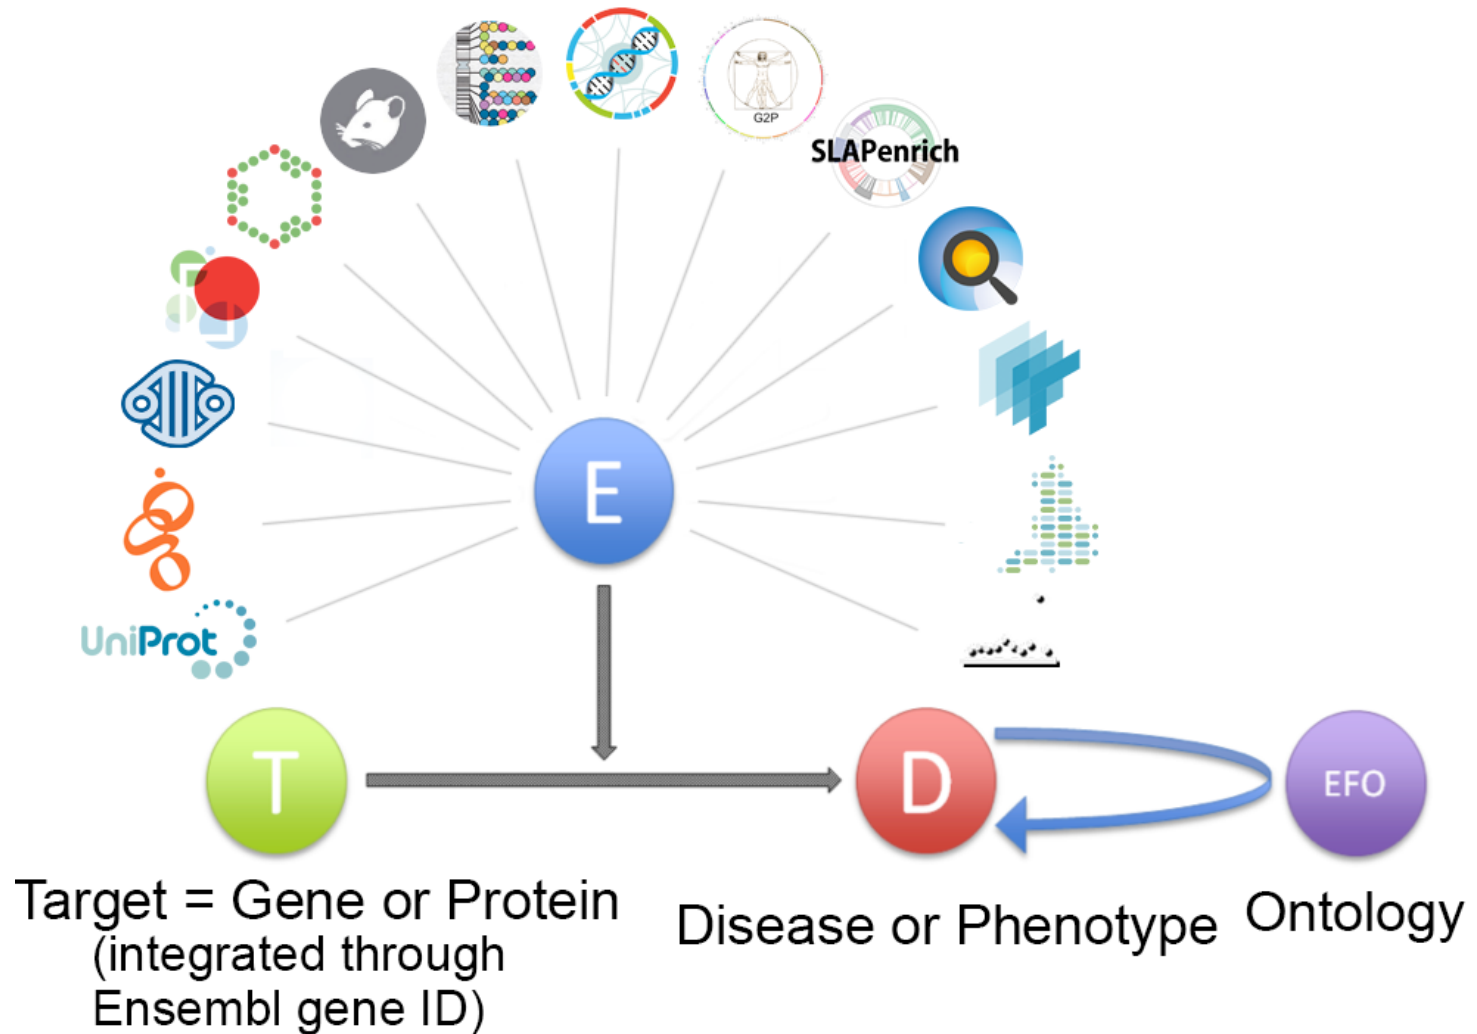 G2P
SLAPenrich
E
UniProt
T
D
EFO
Target = Gene or Protein
(integrated through
Ensembl gene ID)
Disease or Phenotype
Ontology